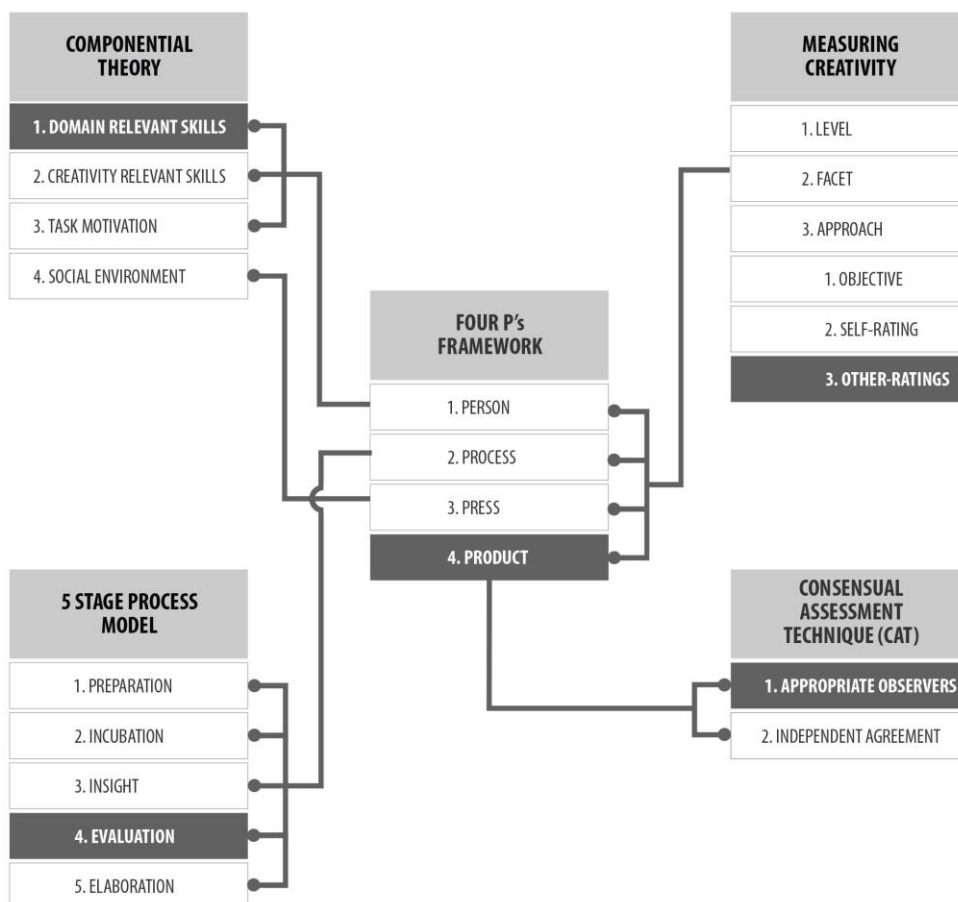 COMPONENTIAL
THEORY
1. DOMAIN RELEVANT SKILLS
2. CREATIVITY RELEVANT SKILLS
3. TASK MOTIVATION
4. SOCIAL ENVIRONMENT
MEASURING
CREATIVITY
1. LEVEL
2. FACET
3. APPROACH
1. OBJECTIVE
2. SELF-RATING
3. OTHER-RATINGS
FOUR P's
FRAMEWORK
1. PERSON
2. PROCESS
3. PRESS
4. PRODUCT
5 STAGE PROCESS
MODEL
1. PREPARATION
2. INCUBATION
3. INSIGHT
4. EVALUATION
5. ELABORATION
CONSENSUAL
ASSESSMENT
TECHNIQUE (CAT)
1. APPROPRIATE OBSERVERS
2. INDEPENDENT AGREEMENT